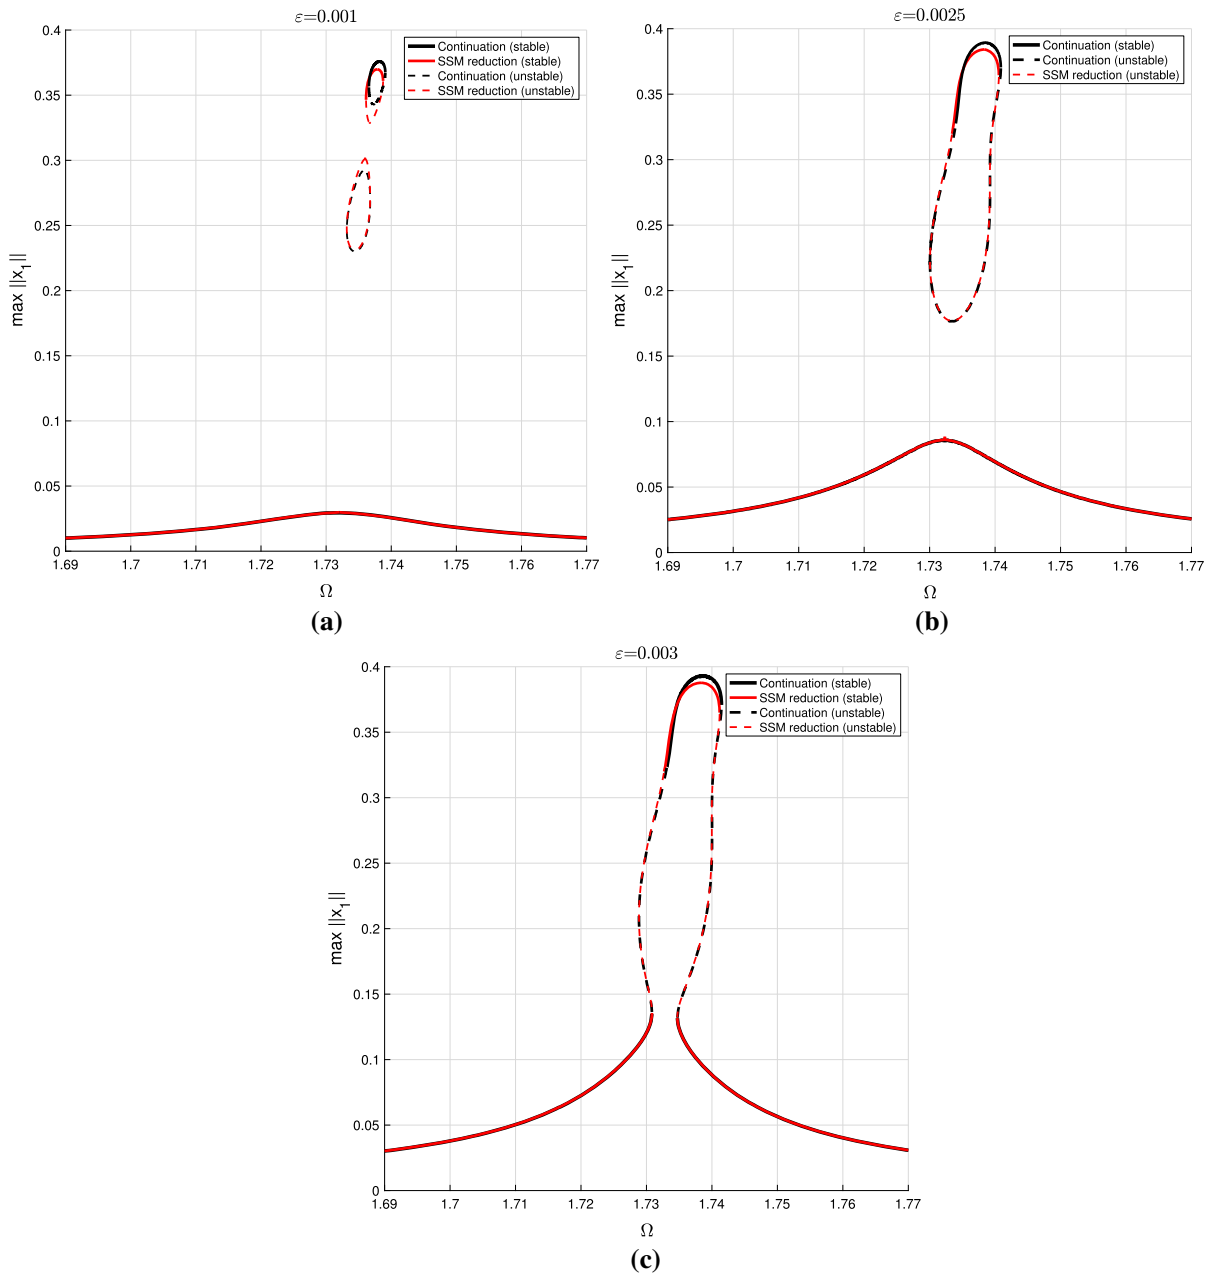 ε=0.001
0.4
0.35
0.3
0.25
0.2
0.15
0.1
0.05
0
max ||x1||
Continuation (stable)
SSM reduction (stable)
Continuation (unstable)
SSM reduction (unstable)
1.69 1.7 1.71 1.72 1.73 1.74 1.75 1.76 1.77
Ω
(a)
ε=0.0025
0.4
0.35
0.3
0.25
0.2
0.15
0.1
0.05
0
max ||x1||
Continuation (stable)
Continuation (unstable)
SSM reduction (unstable)
1.69 1.7 1.71 1.72 1.73 1.74 1.75 1.76 1.77
Ω
(b)
ε=0.003
0.4
0.35
0.3
0.25
0.2
0.15
0.1
0.05
0
max ||x1||
Continuation (stable)
SSM reduction (stable)
Continuation (unstable)
SSM reduction (unstable)
1.69 1.7 1.71 1.72 1.73 1.74 1.75 1.76 1.77
Ω
(c)